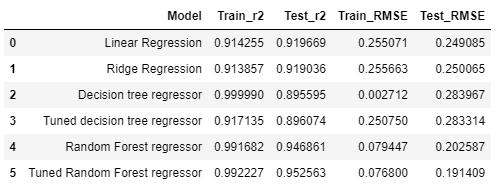 Model Train_r2 Test_r2 Train_RMSE Test_RMSE
0 Linear Regression 0.914255 0.919669 0.255071 0.249085
1 Ridge Regression 0.913857 0.919036 0.255663 0.250065
2 Decision tree regressor 0.999990 0.895595 0.002712 0.283967
3 Tuned decision tree regressor 0.917135 0.896074 0.250750 0.283314
4 Random Forest regressor 0.991682 0.946861 0.079447 0.202587
5 Tuned Random Forest regressor 0.992227 0.952563 0.076800 0.191409